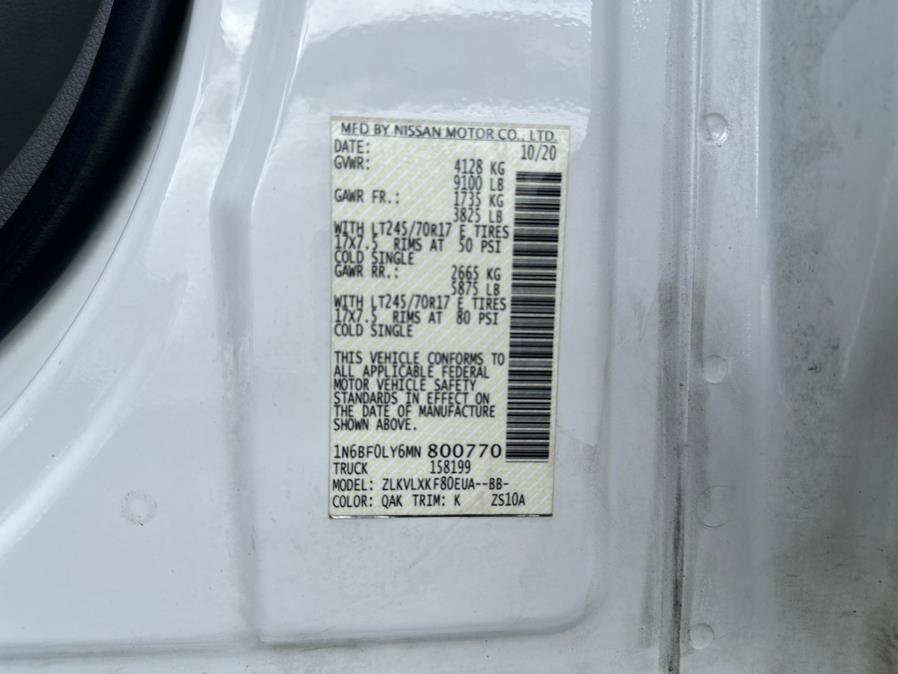 MFD BY NISSAN MOTOR CO., LTD.
DATE: 10/20
GVWR: 4128 KG
9100 LB
GAWR FR.: 1735 KG
3825 LB
WITH LT245/70R17 E TIRES
17X7.5 RIMS AT 50 PSI
COLD SINGLE
GAWR RR.: 2665 KG
5875 LB
WITH LT245/70R17 E TIRES
17X7.5 RIMS AT 80 PSI
COLD SINGLE
THIS VEHICLE CONFORMS TO
ALL APPLICABLE FEDERAL
MOTOR VEHICLE SAFETY
STANDARDS IN EFFECT ON
THE DATE OF MANUFACTURE
SHOWN ABOVE.
1N6BF0LY6MN 800770
TRUCK 158199
MODEL: ZLKVLXKF80EUA--BB-
COLOR: QAK TRIM: K ZS10A